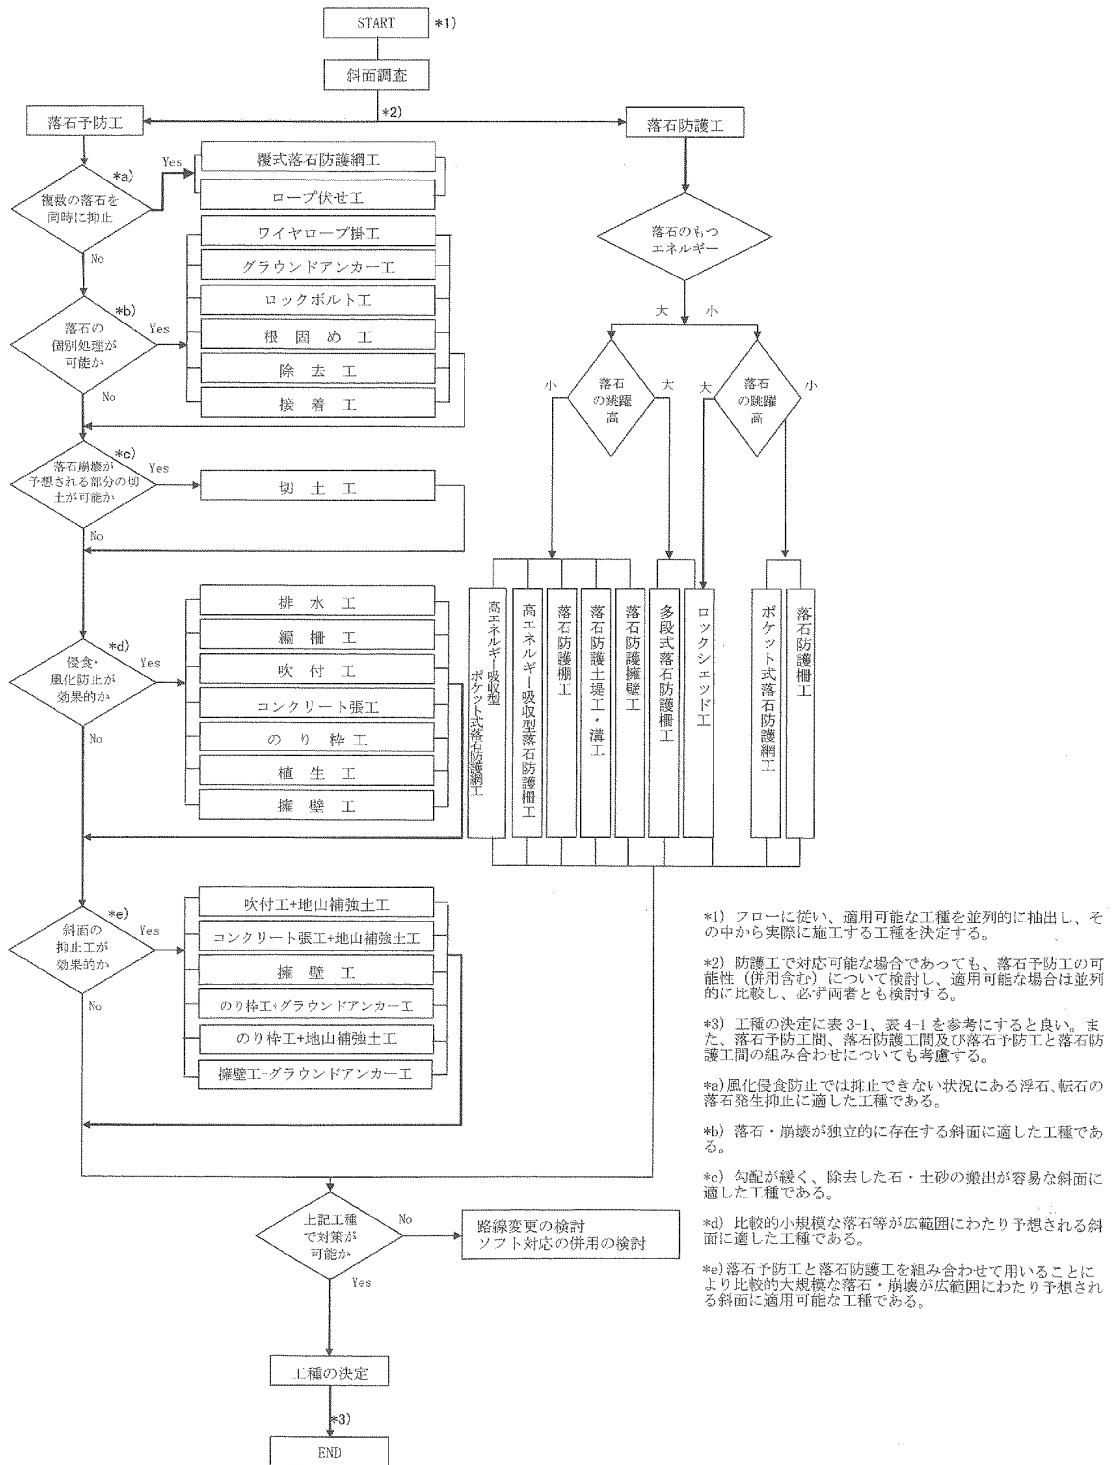 START
*1)
斜面調査
*2)
落石予防工
落石防護工
*a)
複数の落石を
同時に抑止
Yes
No
覆式落石防護網工
ロープ伏せ工
*b)
落石の
個別処理が
可能か
Yes
No
ワイヤロープ掛工
グラウンドアンカー工
ロックボルト工
根固め工
除去工
接着工
*c)
落石崩壊が
予想される部分の切
土が可能か
Yes
No
切土工
*d)
侵食・
風化防止が
効果的か
Yes
No
排水工
編柵工
吹付工
コンクリート張工
のり枠工
植生工
擁壁工
*e)
斜面の
抑止工が
効果的か
Yes
No
吹付工+地山補強土工
コンクリート張工+地山補強土工
擁壁工
のり枠工+グラウンドアンカー工
のり枠工+地山補強土工
擁壁工-グラウンドアンカー工
落石のもつ
エネルギー
大
小
落石
の跳躍
高
小
大
落石
の跳躍
高
大
小
高エネルギー吸収型
ポケット式落石防護網工
高エネルギー吸収型落石防護柵工
落石防護棚工
落石防護土堤工・溝工
落石防護擁壁工
多段式落石防護柵工
ロックシェッド工
ポケット式落石防護網工
落石防護柵工
上記工種
で対策が
可能か
No
Yes
路線変更の検討
ソフト対応の併用の検討
工種の決定
*3)
END
*1) フローに従い、適用可能な工種を並列的に抽出し、そ
の中から実際に施工する工種を決定する。
*2) 防護工で対応可能な場合であっても、落石予防工の可
能性（併用含む）について検討し、適用可能な場合は並列
的に比較し、必ず両者とも検討する。
*3) 工種の決定に表 3-1、表 4-1 を参考にすると良い。ま
た、落石予防工間、落石防護工間及び落石予防工と落石防
護工間の組み合わせについても考慮する。
*a)風化侵食防止では抑止できない状況にある浮石、転石の
落石発生抑止に適した工種である。
*b) 落石・崩壊が独立的に存在する斜面に適した工種であ
る。
*c) 勾配が緩く、除去した石・土砂の搬出が容易な斜面に
適した工種である。
*d) 比較的小規模な落石等が広範囲にわたり予想される斜
面に適した工種である。
*e)落石予防工と落石防護工を組み合わせて用いることに
より比較的大規模な落石・崩壊が広範囲にわたり予想され
る斜面に適用可能な工種である。